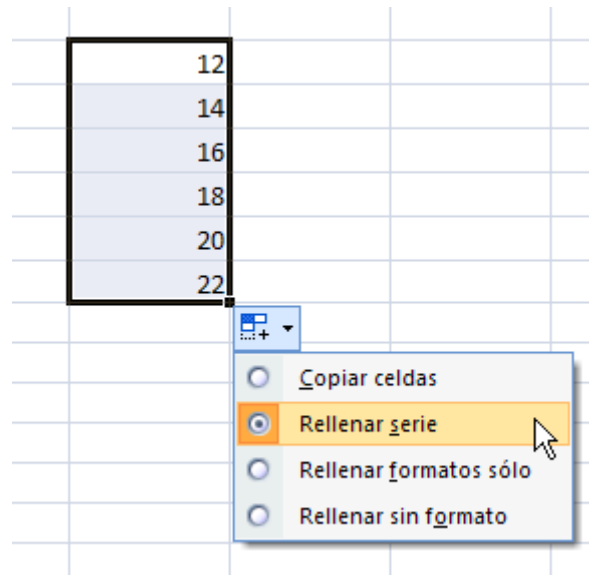 12
14
16
18
20
22
Copiar celdas
Rellenar serie
Rellenar formatos sólo
Rellenar sin formato